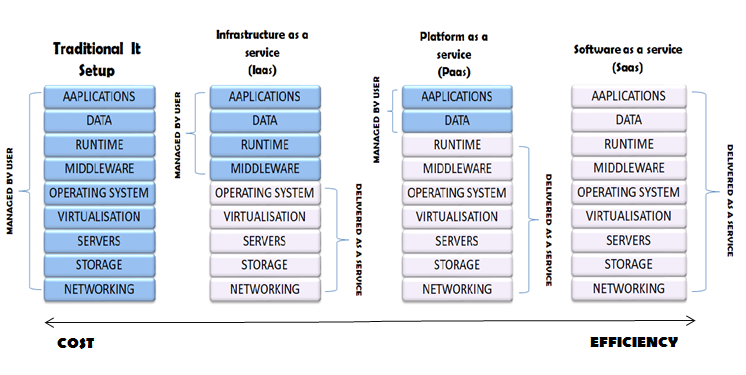 Traditional It
Setup
MANAGED BY USER
AAPLICATIONS
DATA
RUNTIME
MIDDLEWARE
OPERATING SYSTEM
VIRTUALISATION
SERVERS
STORAGE
NETWORKING
Infrastructure as a
service
(Iaas)
MANAGED BY USER
AAPLICATIONS
DATA
RUNTIME
MIDDLEWARE
OPERATING SYSTEM
VIRTUALISATION
SERVERS
STORAGE
NETWORKING
DELIVERED AS A SERVICE
Platform as a
service
(Paas)
MANAGED BY USER
AAPLICATIONS
DATA
RUNTIME
MIDDLEWARE
OPERATING SYSTEM
VIRTUALISATION
SERVERS
STORAGE
NETWORKING
DELIVERED AS A SERVICE
Software as a service
(Saas)
AAPLICATIONS
DATA
RUNTIME
MIDDLEWARE
OPERATING SYSTEM
VIRTUALISATION
SERVERS
STORAGE
NETWORKING
DELIVERED AS A SERVICE
COST
EFFICIENCY